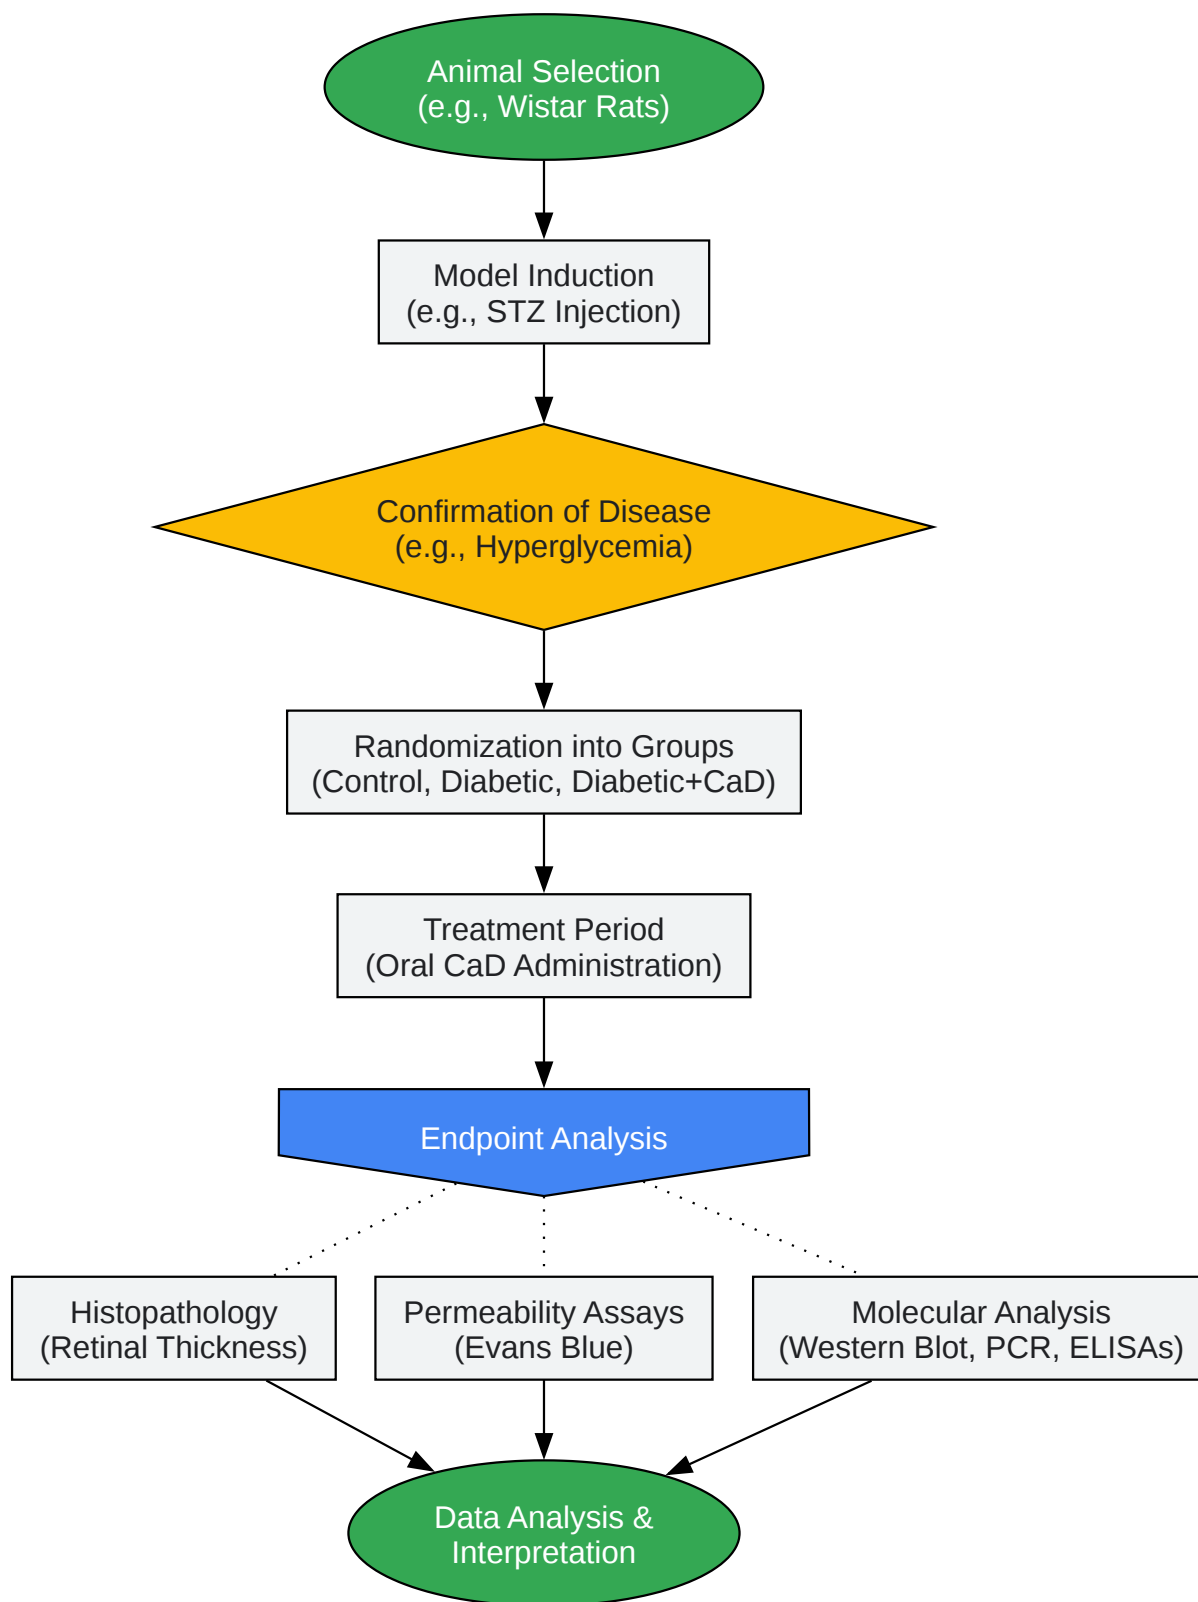 Animal Selection
(e.g., Wistar Rats)
Model Induction
(e.g., STZ Injection)
Confirmation of Disease
(e.g., Hyperglycemia)
Randomization into Groups
(Control, Diabetic, Diabetic+CaD)
Treatment Period
(Oral CaD Administration)
Endpoint Analysis
Histopathology
(Retinal Thickness)
Permeability Assays
(Evans Blue)
Molecular Analysis
(Western Blot, PCR, ELISAs)
Data Analysis &
Interpretation